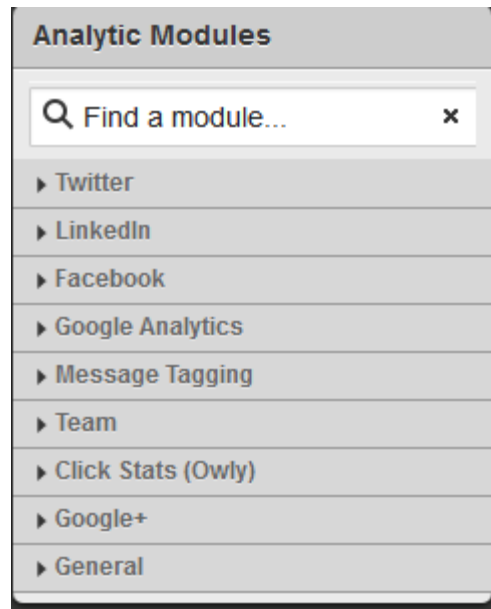 Analytic Modules
Find a module...
Twitter
LinkedIn
Facebook
Google Analytics
Message Tagging
Team
Click Stats (Owly)
Google+
General